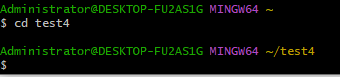 Administrator@DESKTOP-FU2AS1G MINGW64 ~
$ cd test4
Administrator@DESKTOP-FU2AS1G MINGW64 ~/test4
$